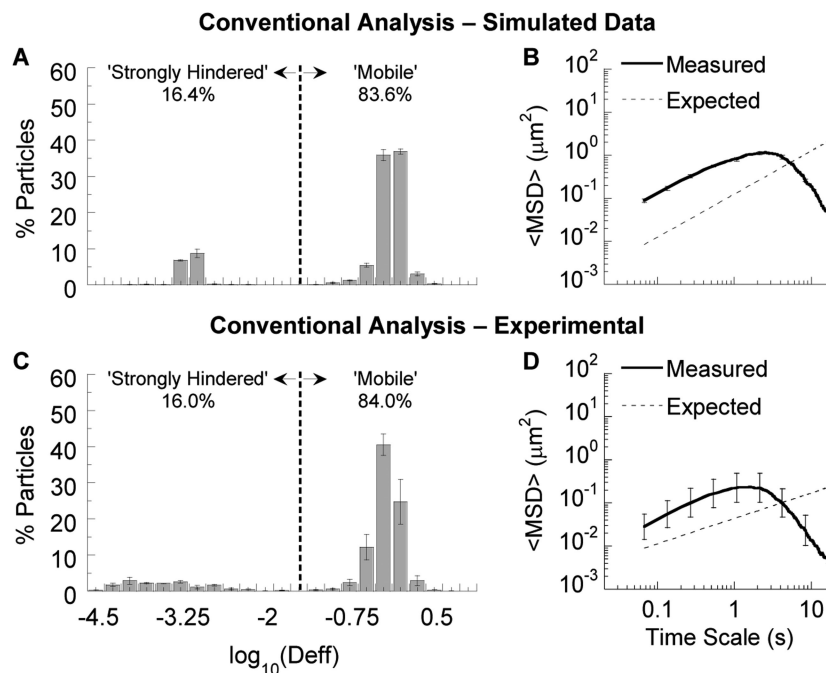 Conventional Analysis – Simulated Data
A
60
50
40
30
20
10
0
% Particles
'Strongly Hindered'
16.4%
'Mobile'
83.6%
B
10²
10¹
10⁰
10⁻¹
10⁻²
10⁻³
<MSD> (μm²)
Measured
Expected
Conventional Analysis – Experimental
C
60
50
40
30
20
10
0
% Particles
'Strongly Hindered'
16.0%
'Mobile'
84.0%
-4.5 -3.25 -2 -0.75 0.5
log₁₀(Deff)
D
10²
10¹
10⁰
10⁻¹
10⁻²
10⁻³
<MSD> (μm²)
Measured
Expected
0.1 1 10
Time Scale (s)